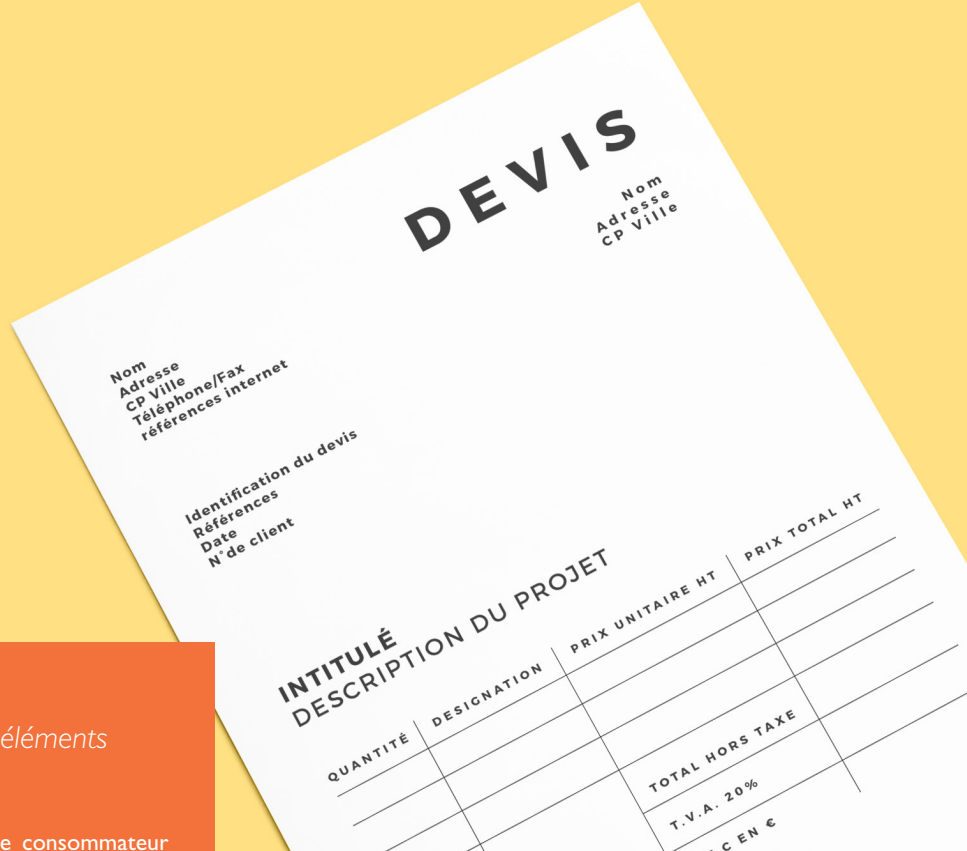 DEVIS
Nom
Adresse
CP Ville
Nom
Adresse
CP Ville
Téléphone/Fax
références internet
Identification du devis
Références
Date
N°de client
INTITULÉ
DESCRIPTION DU PROJET
QUANTITÉ DESIGNATION PRIX UNITAIRE HT PRIX TOTAL HT
TOTAL HORS TAXE
T.V.A. 20%
C EN €
éléments
e consommateur